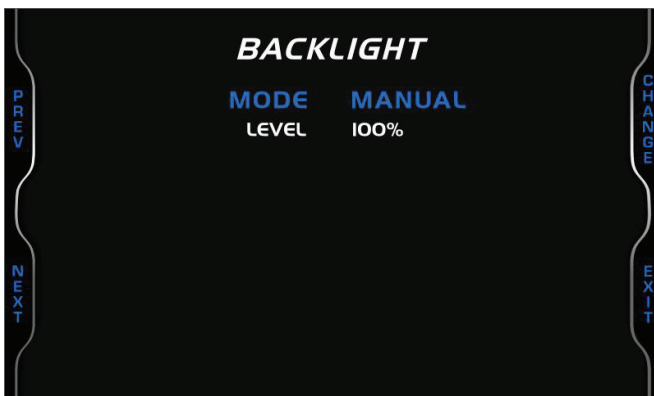 BACKLIGHT
MODE MANUAL
LEVEL 100%
PREV
CHANGE
NEXT
EXIT